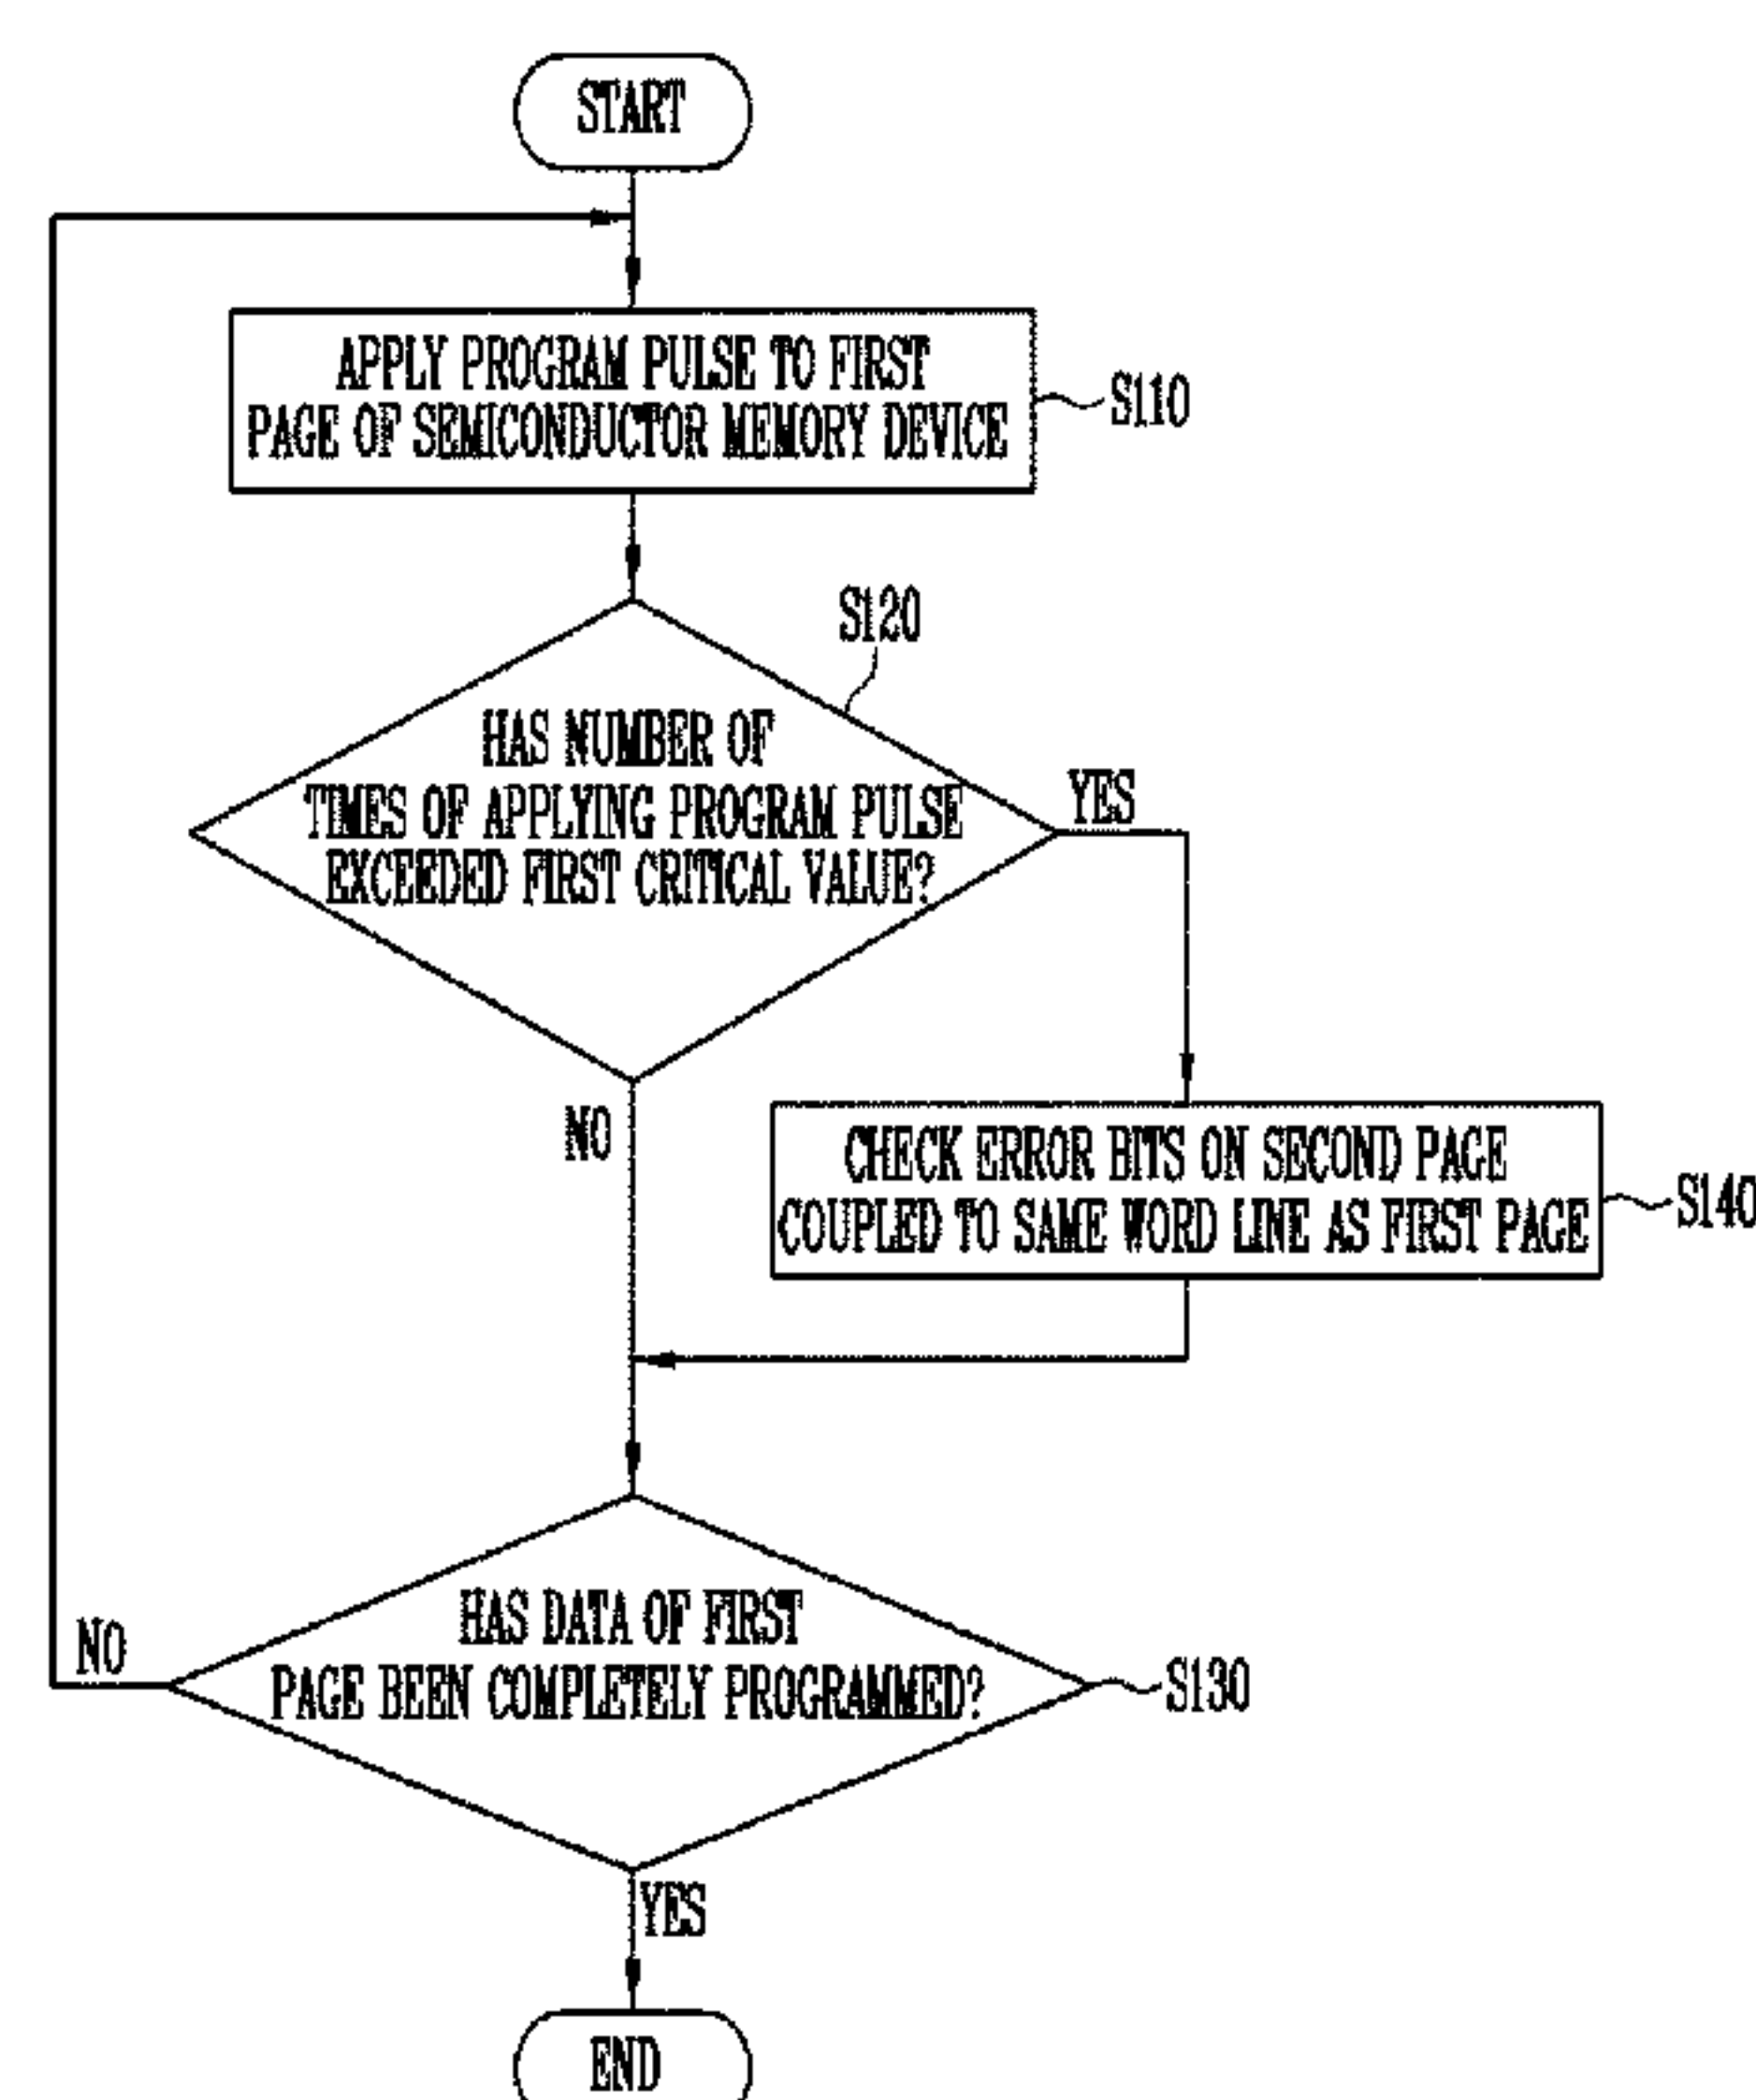 START
APPLY PROGRAM PULSE TO FIRST
PAGE OF SEMICONDUCTOR MEMORY DEVICE
S110
S120
HAS NUMBER OF
TIMES OF APPLYING PROGRAM PULSE
EXCEEDED FIRST CRITICAL VALUE?
YES
NO
CHECK ERROR BITS ON SECOND PAGE
COUPLED TO SAME WORD LINE AS FIRST PAGE
S140
HAS DATA OF FIRST
PAGE BEEN COMPLETELY PROGRAMMED?
NO
S130
YES
END